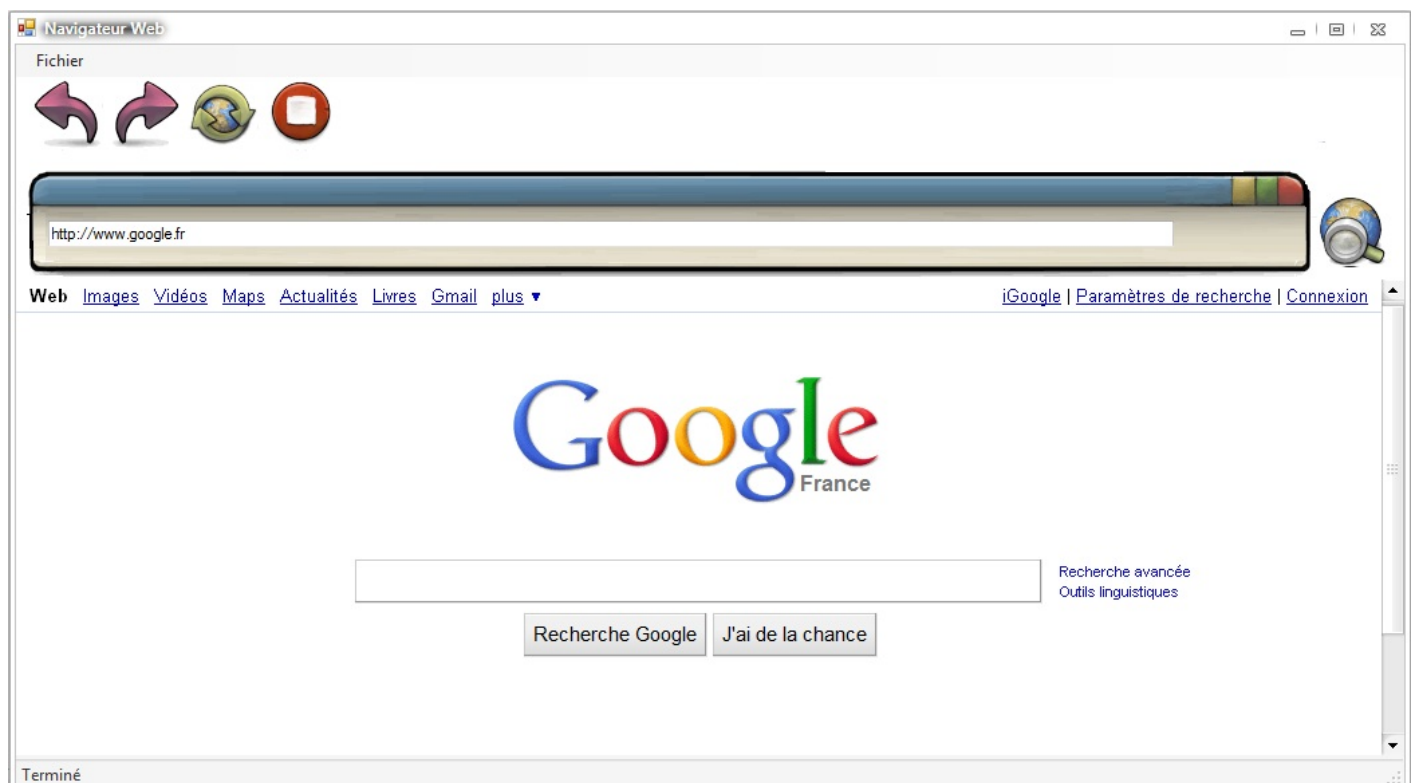 Navigateur Web
Fichier
http://www.google.fr
Web Images Vidéos Maps Actualités Livres Gmail plus ▼ iGoogle | Paramètres de recherche | Connexion
Google
France
Recherche avancée
Outils linguistiques
Recherche Google J'ai de la chance
Terminé